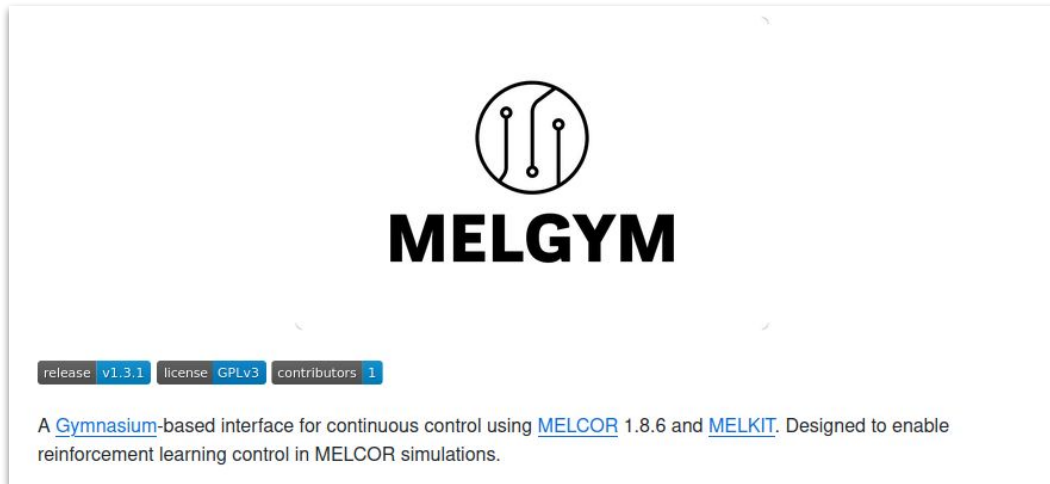 MELGYM
release v1.3.1 license GPLv3 contributors 1
A Gymnasium-based interface for continuous control using MELCOR 1.8.6 and MELKIT. Designed to enable
reinforcement learning control in MELCOR simulations.